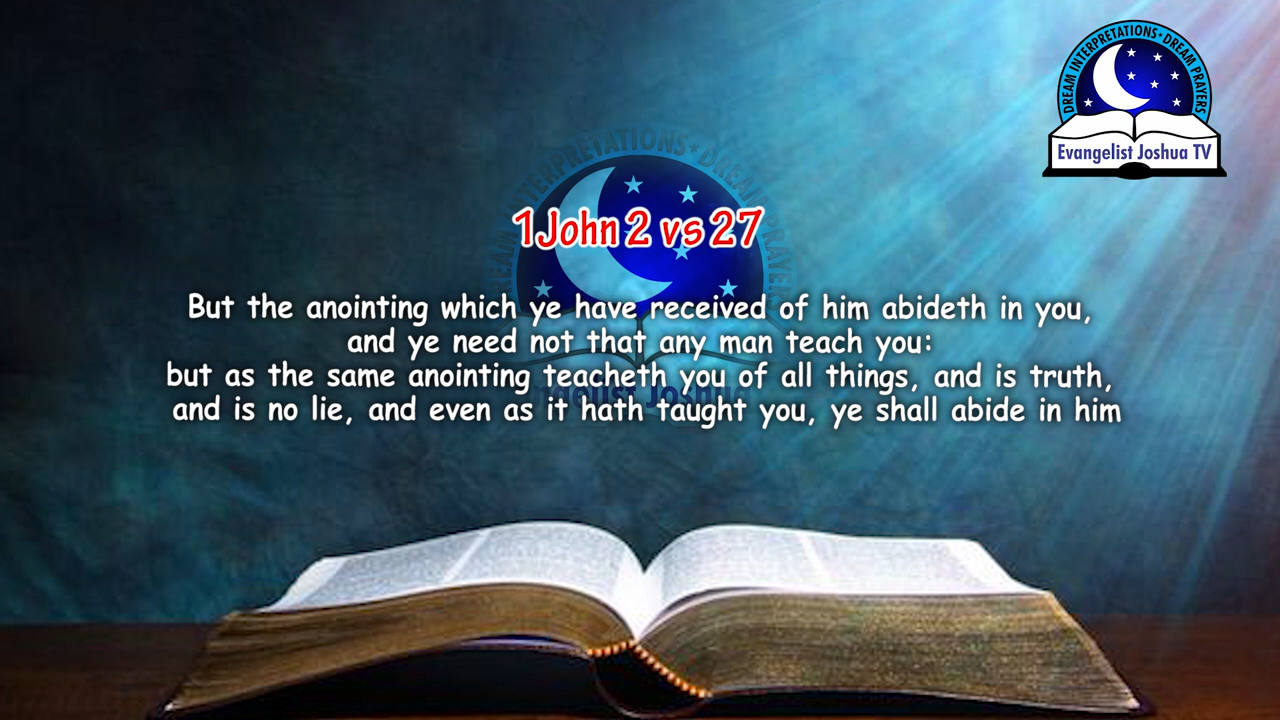 DREAM INTERPRETATIONS • DREAM PRAYERS
Evangelist Joshua TV
1John 2 vs 27
But the anointing which ye have received of him abideth in you,
and ye need not that any man teach you:
but as the same anointing teacheth you of all things, and is truth,
and is no lie, and even as it hath taught you, ye shall abide in him